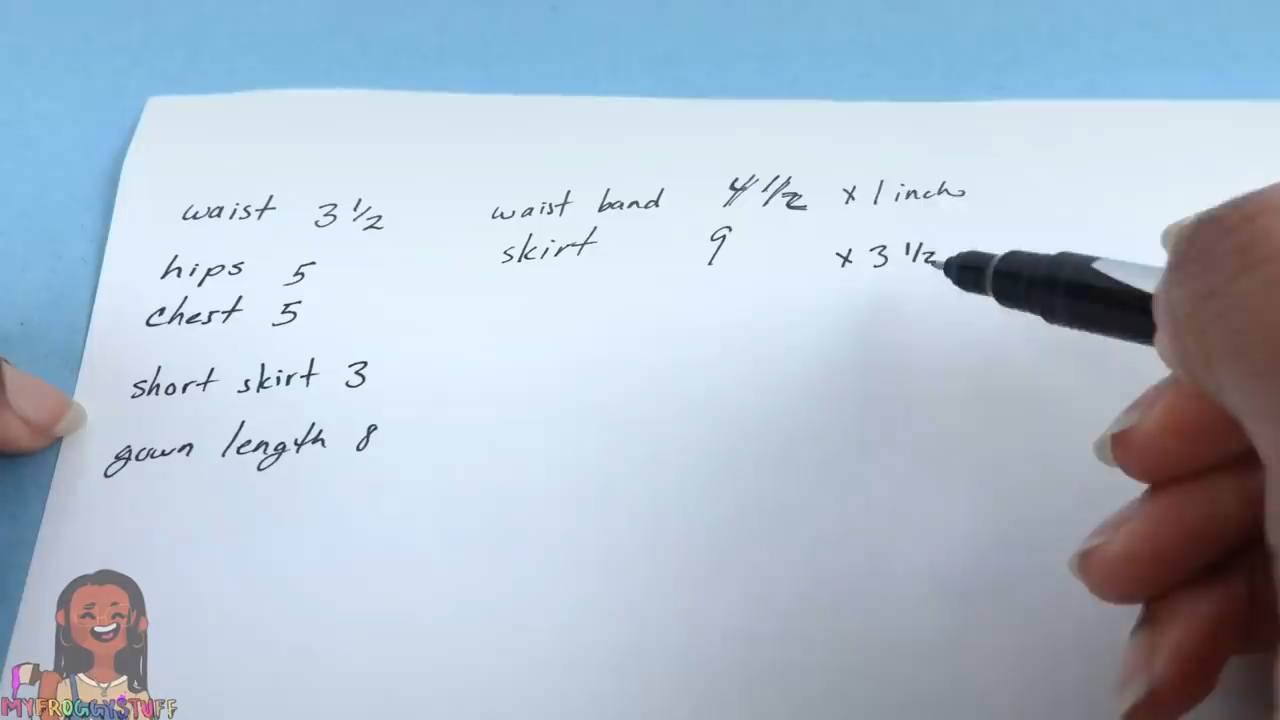 waist 3 1/2
hips 5
chest 5
short skirt 3
gown length 8
waist band 4 1/2 x 1 inch
skirt 9 x 3 1/2
MYFROGGYSTUFF